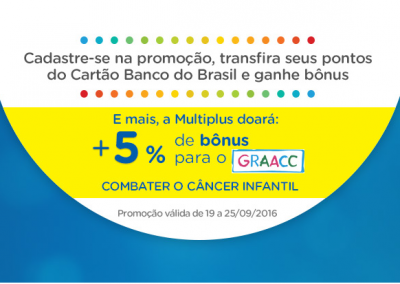 Cadastre-se na promoção, transfira seus pontos
do Cartão Banco do Brasil e ganhe bônus
E mais, a Multiplus doará:
+5% de bônus
para o GRAACC
COMBATER O CÂNCER INFANTIL
Promoção válida de 19 a 25/09/2016